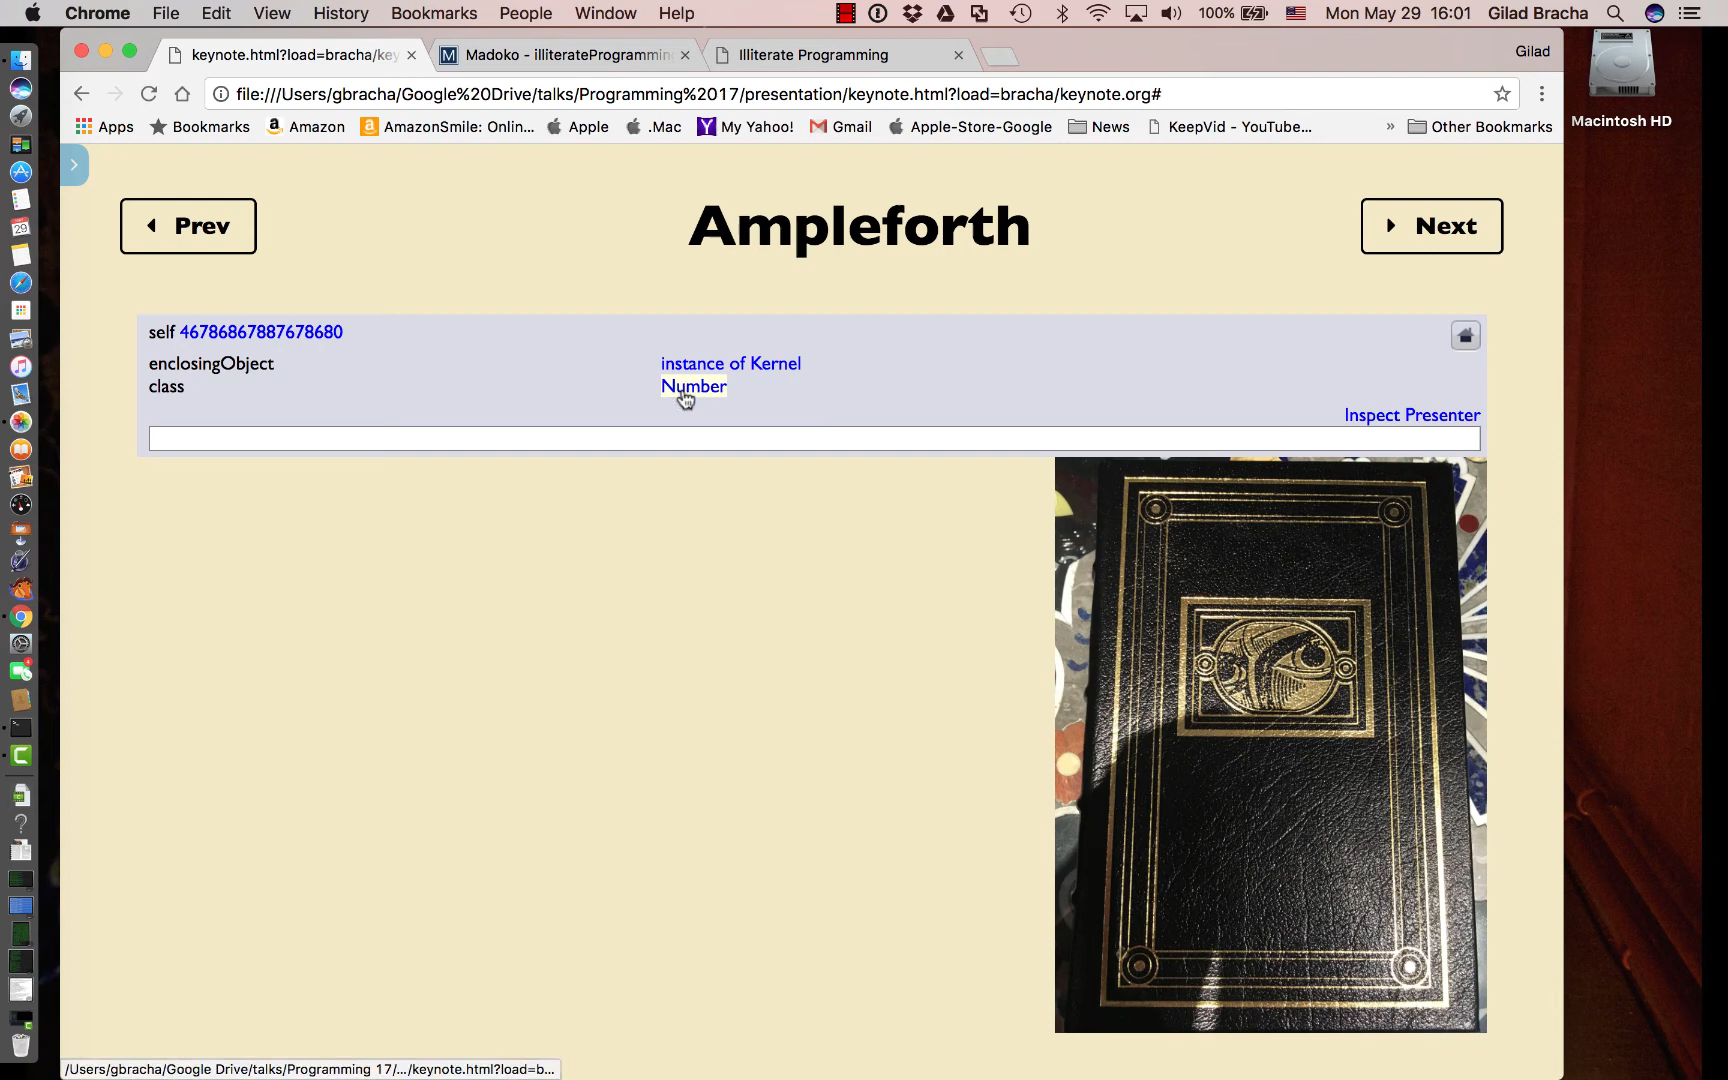 Chrome File Edit View History Bookmarks People Window Help 100% Mon May 29 16:01 Gilad Bracha
keynote.html?load=bracha/key Madoko - illiterateProgramming Illiterate Programming Gilad
file:///Users/gbracha/Google%20Drive/talks/Programming%2017/presentation/keynote.html?load=bracha/keynote.org#
Apps Bookmarks Amazon AmazonSmile: Onlin... Apple .Mac My Yahoo! Gmail Apple-Store-Google News KeepVid - YouTube... » Other Bookmarks
Macintosh HD
Prev Ampleforth Next
self 46786867887678680
enclosingObject instance of Kernel
class Number
Inspect Presenter
/Users/gbracha/Google Drive/talks/Programming 17/.../keynote.html?load=b...